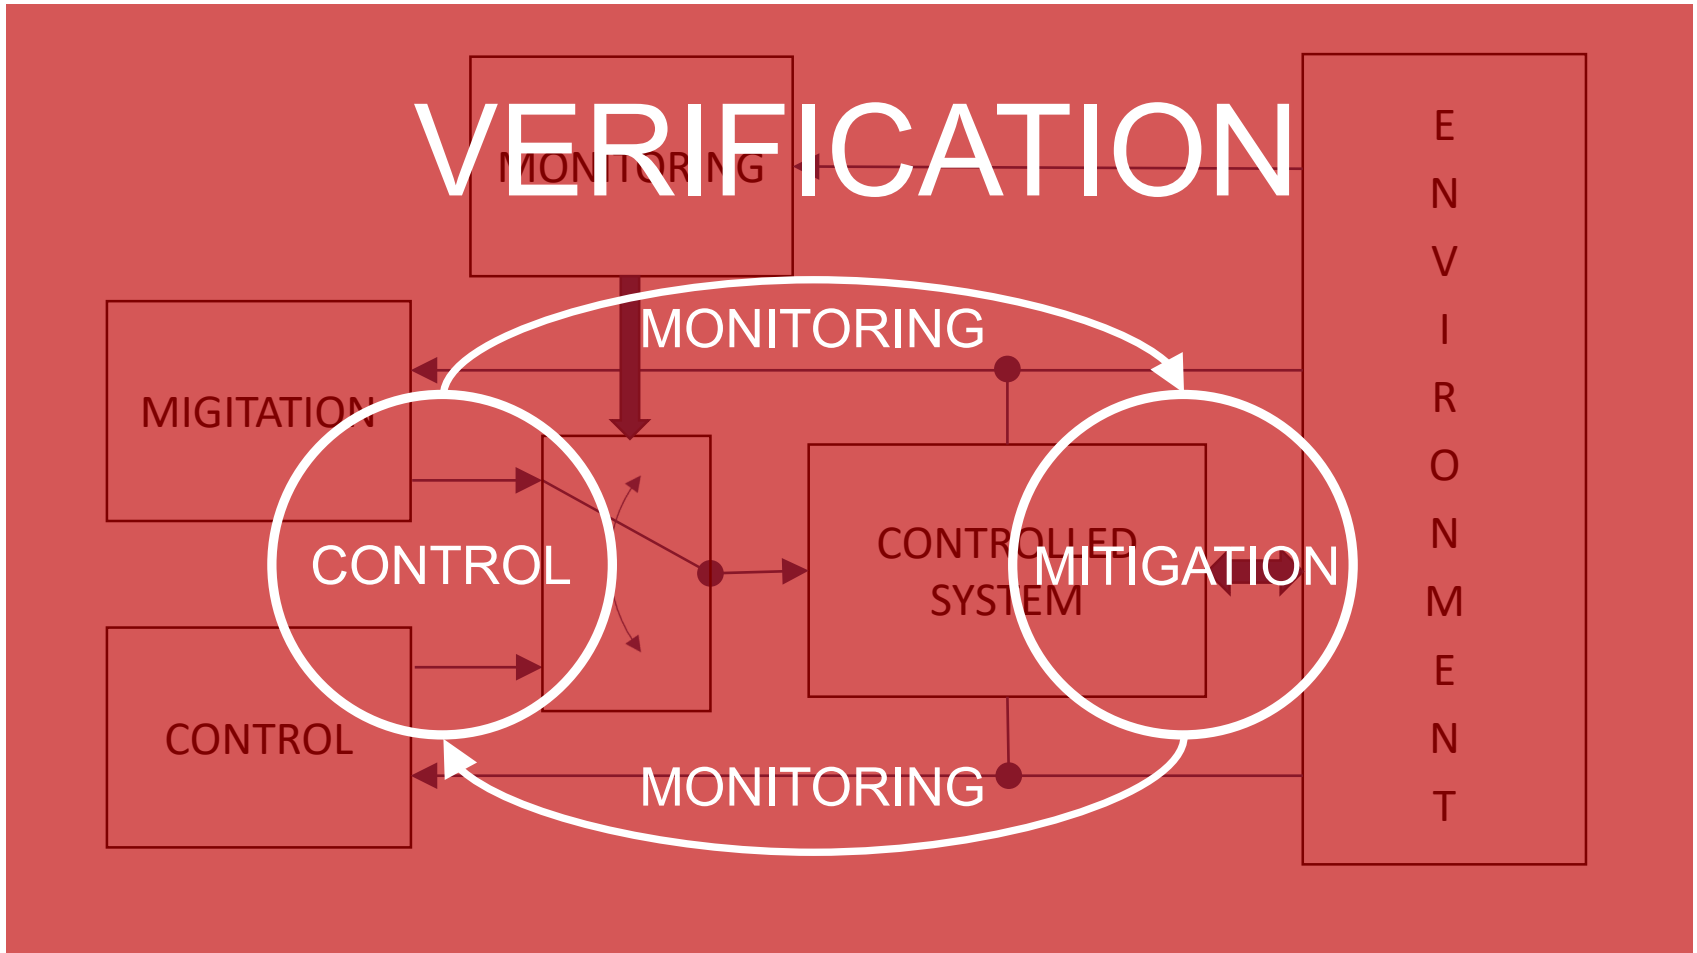 VERIFICATION
MONITORING
MONITORING
MIGITATION
CONTROL
CONTROLLED
SYSTEM
MITIGATION
CONTROL
MONITORING
E
N
V
I
R
O
N
M
E
N
T